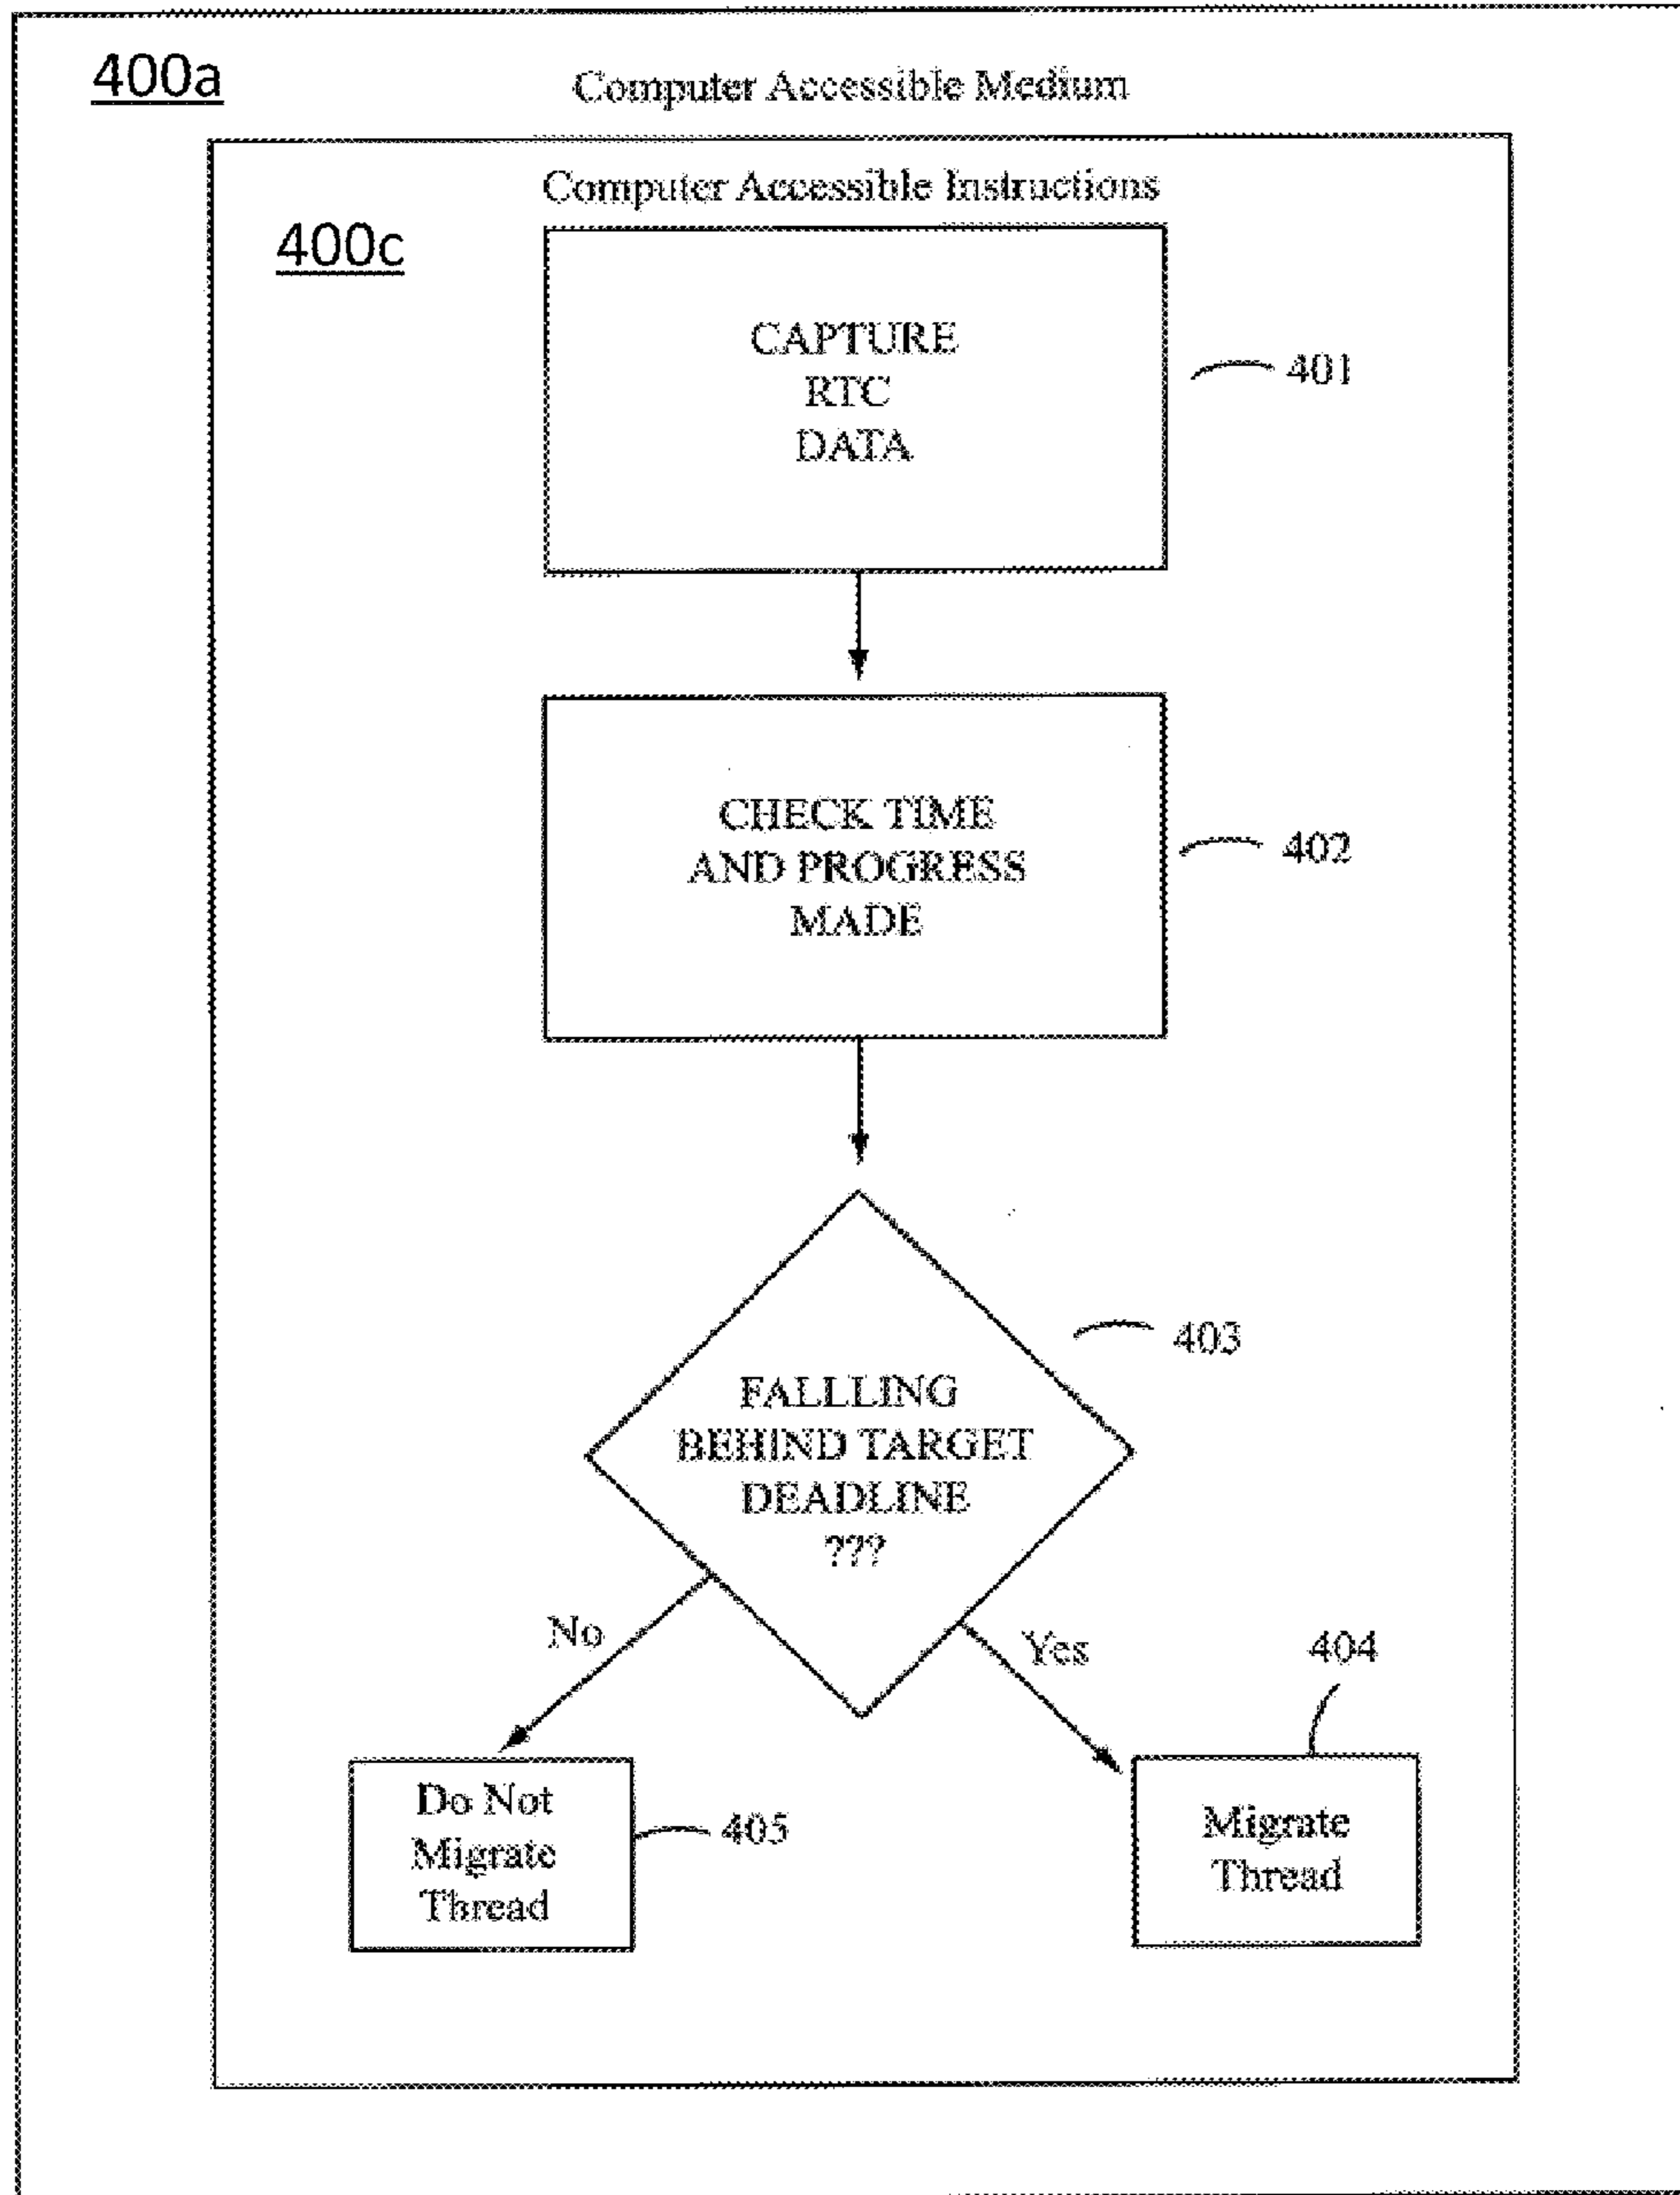 400a
Computer Accessible Medium
Computer Accessible Instructions
400c
CAPTURE
RTC
DATA
401
CHECK TIME
AND PROGRESS
MADE
402
403
FALLLING
BEHIND TARGET
DEADLINE
???
No
Yes
404
Do Not
Migrate
Thread
405
Migrate
Thread